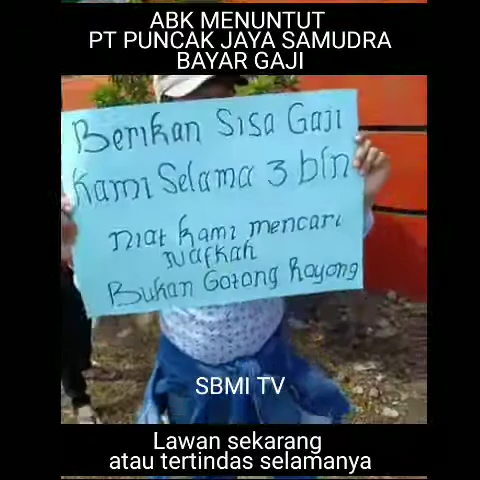 ABK MENUNTUT
PT PUNCAK JAYA SAMUDRA
BAYAR GAJI
Berikan Sisa Gaji
Kami Selama 3 bln
niat kami mencari
Nafkah
Bukan Gotong Royong
SBMI TV
Lawan sekarang
atau tertindas selamanya